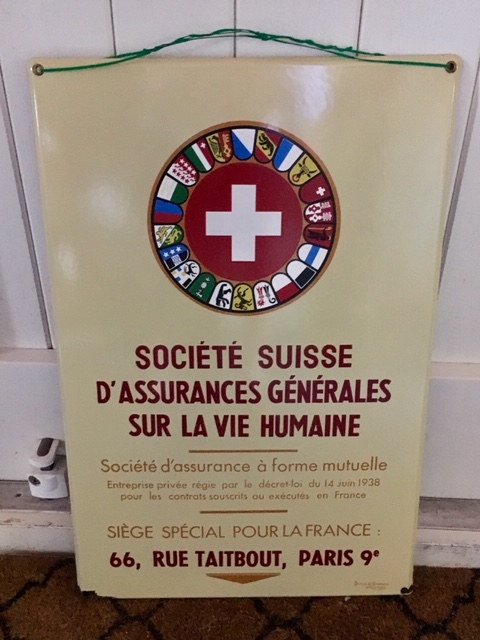 SOCIÉTÉ SUISSE
D'ASSURANCES GÉNÉRALES
SUR LA VIE HUMAINE
Société d'assurance à forme mutuelle
Entreprise privée régie par le décret-loi du 14 juin 1938
pour les contrats souscrits ou exécutés en France
SIÈGE SPÉCIAL POUR LA FRANCE :
66, RUE TAITBOUT, PARIS 9e